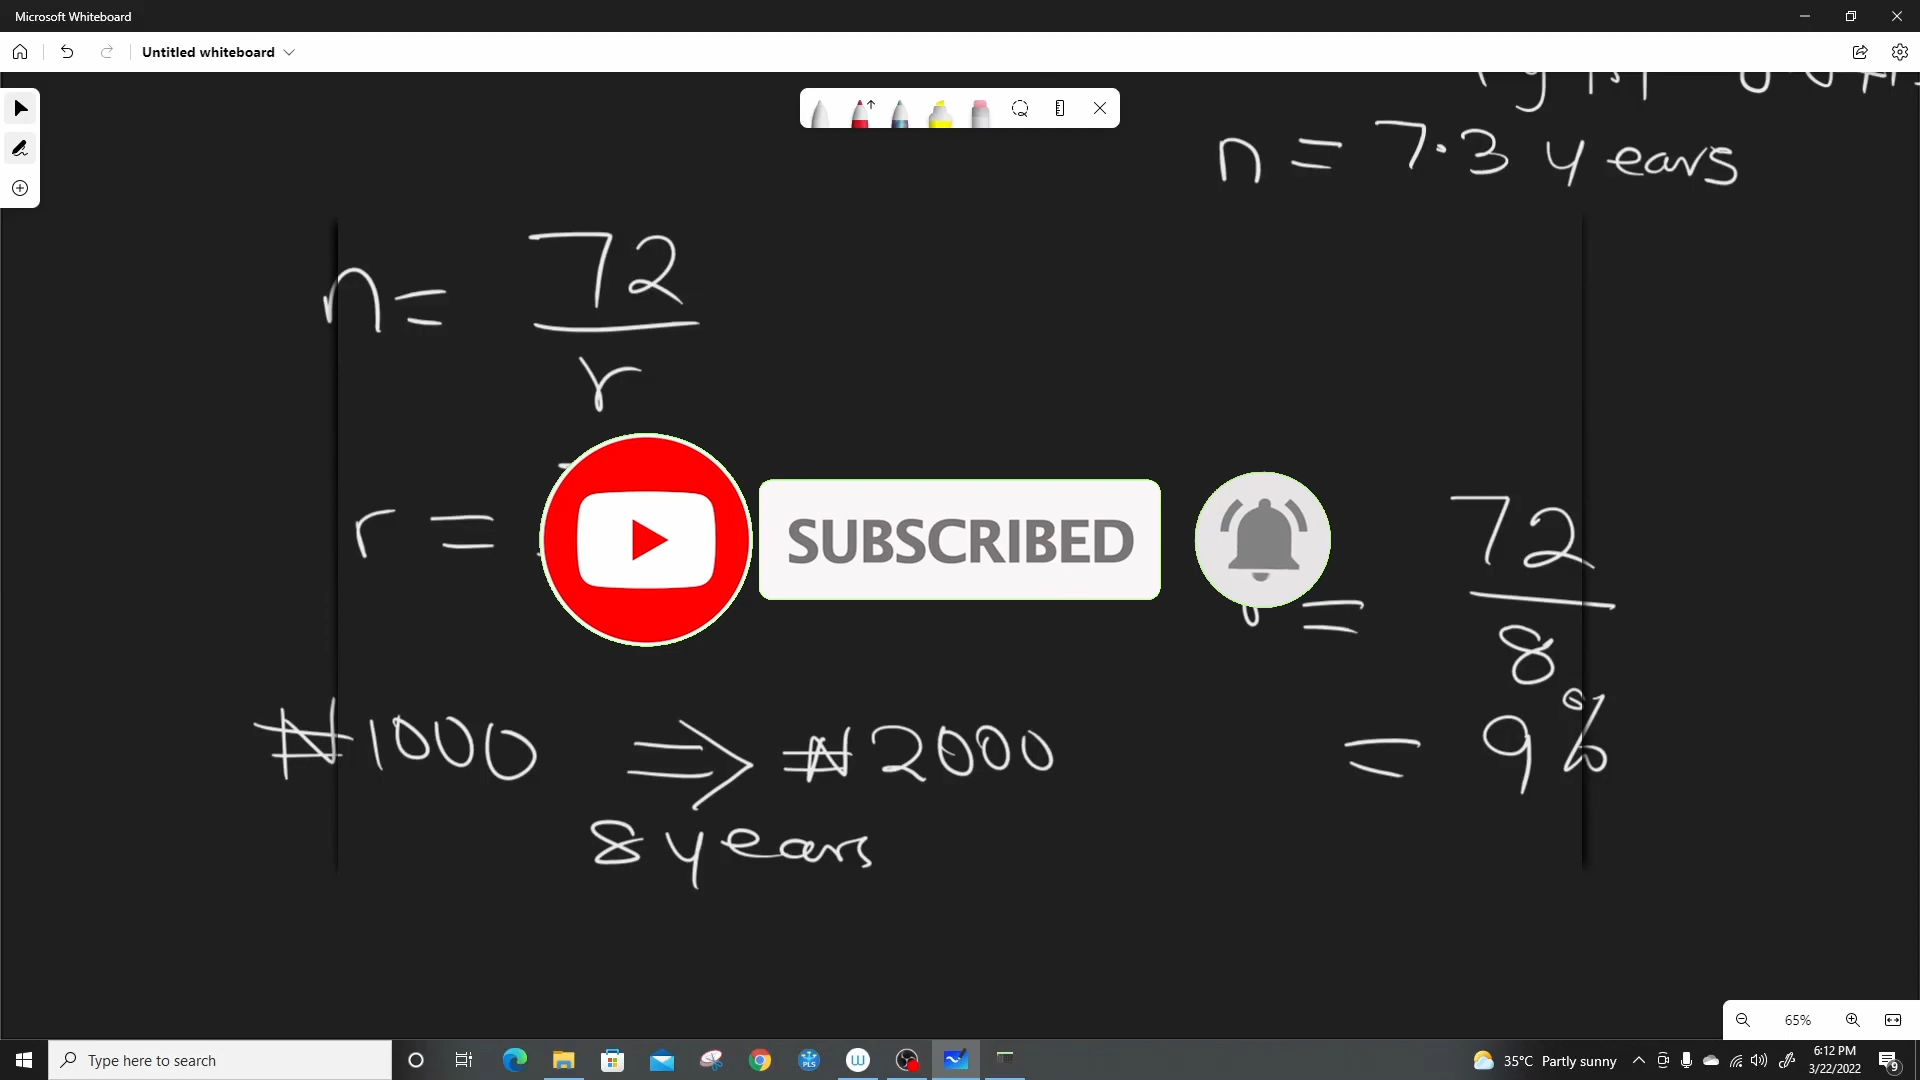 Microsoft Whiteboard
Untitled whiteboard
n = 7.3 years
n = 72
r
r =
SUBSCRIBED
= 72
8
₦1000 ⇒ ₦2000
8 years
= 9%
65%
Type here to search
35°C Partly sunny
6:12 PM
3/22/2022
9